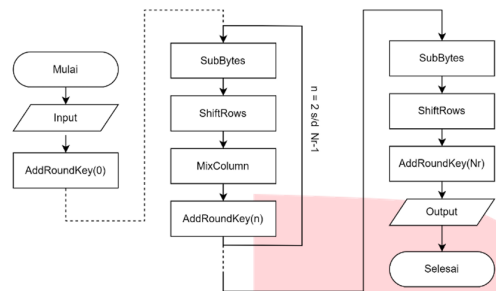 Mulai
Input
AddRoundKey(0)
SubBytes
ShiftRows
MixColumn
AddRoundKey(n)
n = 2 s/d Nr-1
SubBytes
ShiftRows
AddRoundKey(Nr)
Output
Selesai